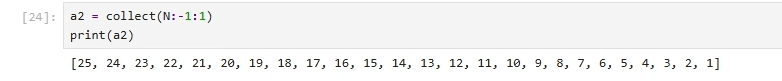 [24]: a2 = collect(N:-1:1)
print(a2)
[25, 24, 23, 22, 21, 20, 19, 18, 17, 16, 15, 14, 13, 12, 11, 10, 9, 8, 7, 6, 5, 4, 3, 2, 1]